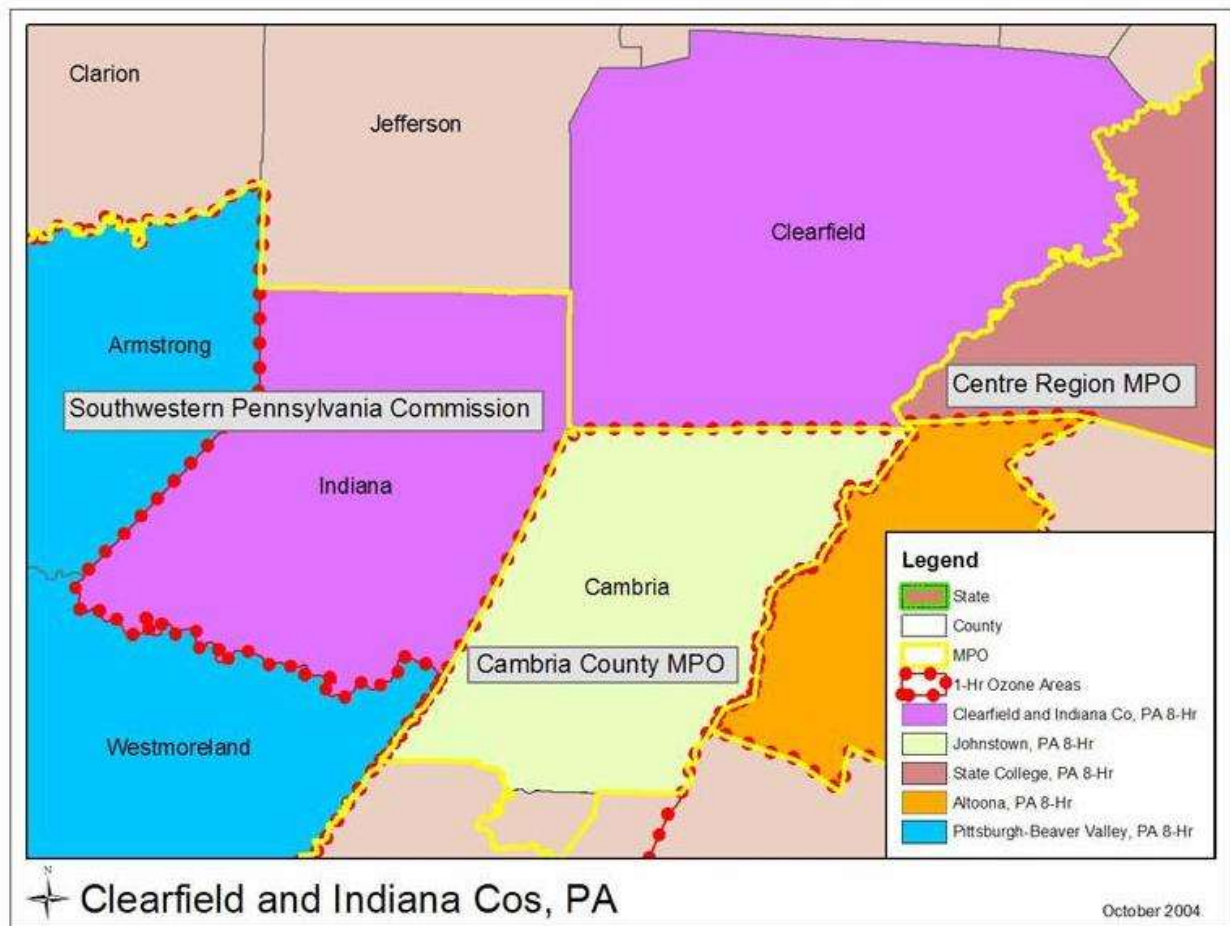 Clarion
Jefferson
Clearfield
Armstrong
Centre Region MPO
Southwestern Pennsylvania Commission
Indiana
Cambria
Cambria County MPO
Westmoreland
Legend
State
County
MPO
1-Hr Ozone Areas
Clearfield and Indiana Co, PA 8-Hr
Johnstown, PA 8-Hr
State College, PA 8-Hr
Altoona, PA 8-Hr
Pittsburgh-Beaver Valley, PA 8-Hr
N
Clearfield and Indiana Cos, PA
October 2004